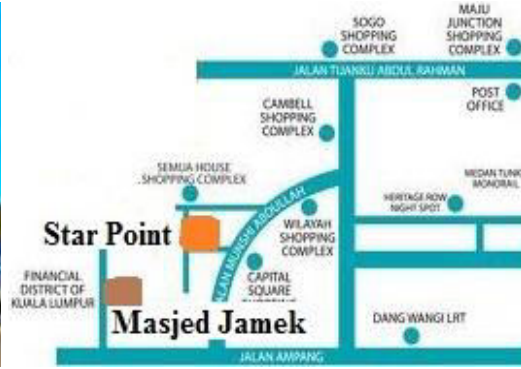 SOGO
SHOPPING
COMPLEX
MAJU
JUNCTION
SHOPPING
COMPLEX
JALAN TUANKU ABDUL RAHMAN
POST
OFFICE
CAMBELL
SHOPPING
COMPLEX
SEMUA HOUSE
SHOPPING COMPLEX
MEDAN TUNK
MONORAIL
HERITAGE ROW
NIGHT SPOT
Star Point
ALAN MUNSHI ABDULLAH
WILAYAH
SHOPPING
COMPLEX
FINANCIAL
DISTRICT OF
KUALA LUMPUR
CAPITAL
SQUARE
Masjed Jamek
DANG WANGI LRT
JALAN AMPANG